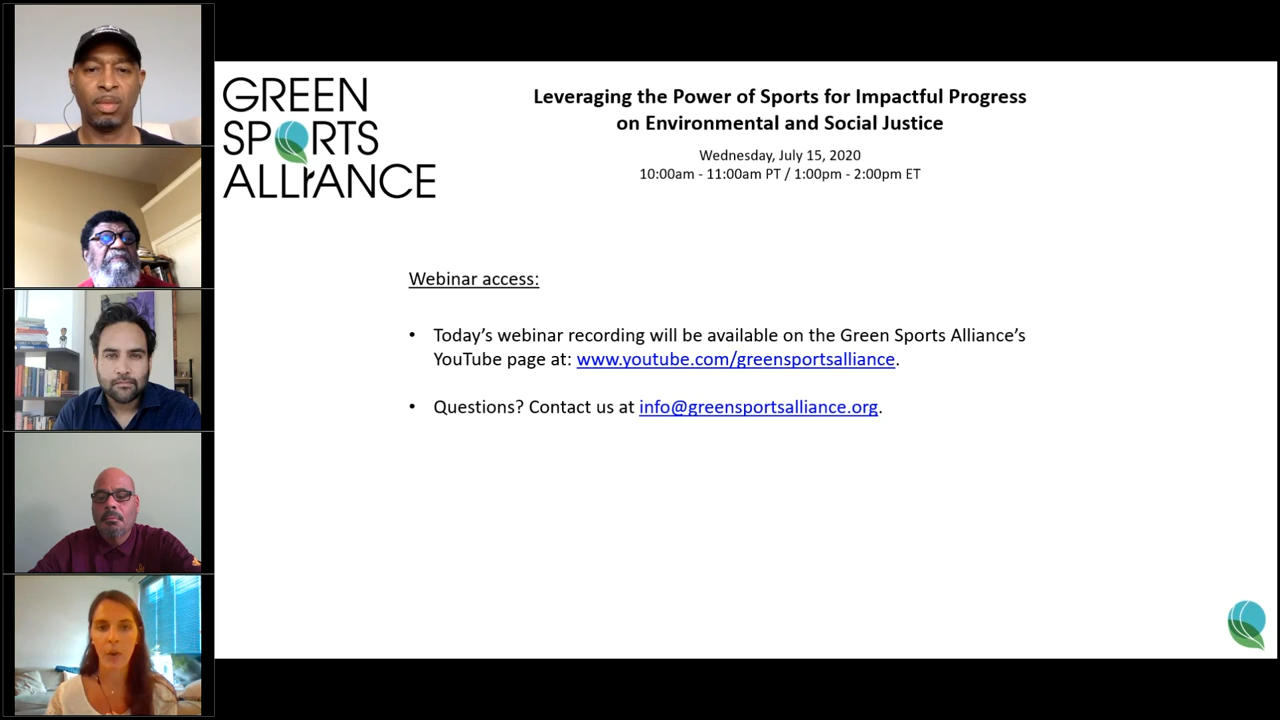 GREEN
SPORTS
ALLIANCE
Leveraging the Power of Sports for Impactful Progress
on Environmental and Social Justice
Wednesday, July 15, 2020
10:00am - 11:00am PT / 1:00pm - 2:00pm ET
Webinar access:
• Today’s webinar recording will be available on the Green Sports Alliance’s
YouTube page at: www.youtube.com/greensportsalliance.
• Questions? Contact us at info@greensportsalliance.org.